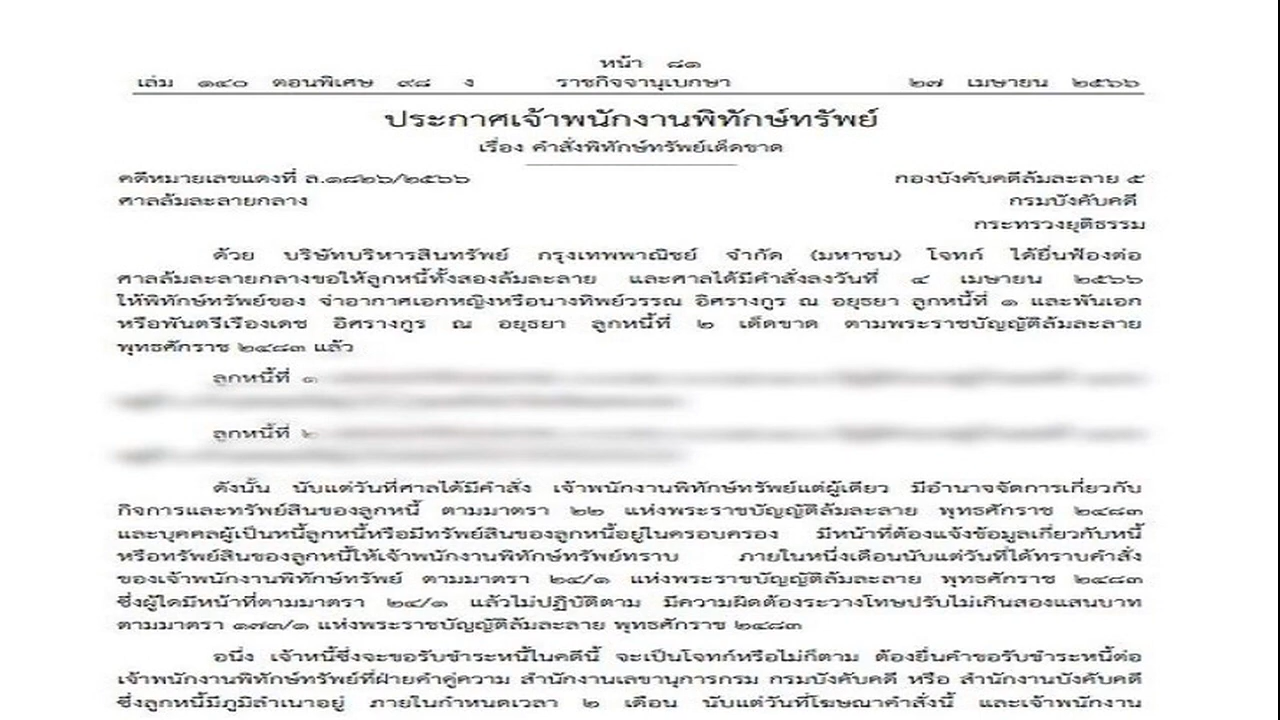 หน้า ๘๑
เล่ม ๑๔๐ ตอนพิเศษ ๙๘ ง ราชกิจจานุเบกษา ๒๗ เมษายน ๒๕๖๖
ประกาศเจ้าพนักงานพิทักษ์ทรัพย์
เรื่อง คำสั่งพิทักษ์ทรัพย์เด็ดขาด
คดีหมายเลขแดงที่ ล.๑๘๒๖/๒๕๖๖ กองบังคับคดีล้มละลาย ๕
ศาลล้มละลายกลาง กรมบังคับคดี
กระทรวงยุติธรรม
ด้วย บริษัทบริหารสินทรัพย์ กรุงเทพพาณิชย์ จำกัด (มหาชน) โจทก์ ได้ยื่นฟ้องต่อ
ศาลล้มละลายกลางขอให้ลูกหนี้ทั้งสองล้มละลาย และศาลได้มีคำสั่งลงวันที่ ๔ เมษายน ๒๕๖๖
ให้พิทักษ์ทรัพย์ของ จ่าอากาศเอกหญิงหรือนางทิพย์วรรณ อิศรางกูร ณ อยุธยา ลูกหนี้ที่ ๑ และพันเอก
หรือพันตรีเรืองเดช อิศรางกูร ณ อยุธยา ลูกหนี้ที่ ๒ เด็ดขาด ตามพระราชบัญญัติล้มละลาย
พุทธศักราช ๒๔๘๓ แล้ว
ลูกหนี้ที่ ๑
ลูกหนี้ที่ ๒
ดังนั้น นับแต่วันที่ศาลได้มีคำสั่ง เจ้าพนักงานพิทักษ์ทรัพย์แต่ผู้เดียว มีอำนาจจัดการเกี่ยวกับ
กิจการและทรัพย์สินของลูกหนี้ ตามมาตรา ๒๒ แห่งพระราชบัญญัติล้มละลาย พุทธศักราช ๒๔๘๓
และบุคคลผู้เป็นหนี้ลูกหนี้หรือมีทรัพย์สินของลูกหนี้อยู่ในครอบครอง มีหน้าที่ต้องแจ้งข้อมูลเกี่ยวกับหนี้
หรือทรัพย์สินของลูกหนี้ให้เจ้าพนักงานพิทักษ์ทรัพย์ทราบ ภายในหนึ่งเดือนนับแต่วันที่ได้ทราบคำสั่ง
ของเจ้าพนักงานพิทักษ์ทรัพย์ ตามมาตรา ๒๔/๑ แห่งพระราชบัญญัติล้มละลาย พุทธศักราช ๒๔๘๓
ซึ่งผู้ใดมีหน้าที่ตามมาตรา ๒๔/๑ แล้วไม่ปฏิบัติตาม มีความผิดต้องระวางโทษปรับไม่เกินสองแสนบาท
ตามมาตรา ๑๗๓/๑ แห่งพระราชบัญญัติล้มละลาย พุทธศักราช ๒๔๘๓
อนึ่ง เจ้าหนี้ซึ่งจะขอรับชำระหนี้ในคดีนี้ จะเป็นโจทก์หรือไม่ก็ตาม ต้องยื่นคำขอรับชำระหนี้ต่อ
เจ้าพนักงานพิทักษ์ทรัพย์ที่ฝ่ายคำคู่ความ สำนักงานเลขานุการกรม กรมบังคับคดี หรือ สำนักงานบังคับคดี
ซึ่งลูกหนี้มีภูมิลำเนาอยู่ ภายในกำหนดเวลา ๒ เดือน นับแต่วันที่โฆษณาคำสั่งนี้ และเจ้าพนักงาน